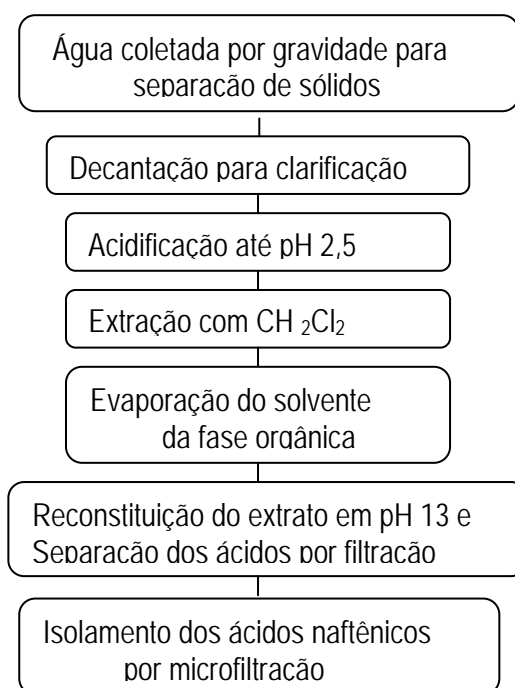 Água coletada por gravidade para
separação de sólidos
Decantação para clarificação
Acidificação até pH 2,5
Extração com CH ₂Cl₂
Evaporação do solvente
da fase orgânica
Reconstituição do extrato em pH 13 e
Separação dos ácidos por filtração
Isolamento dos ácidos naftênicos
por microfiltração